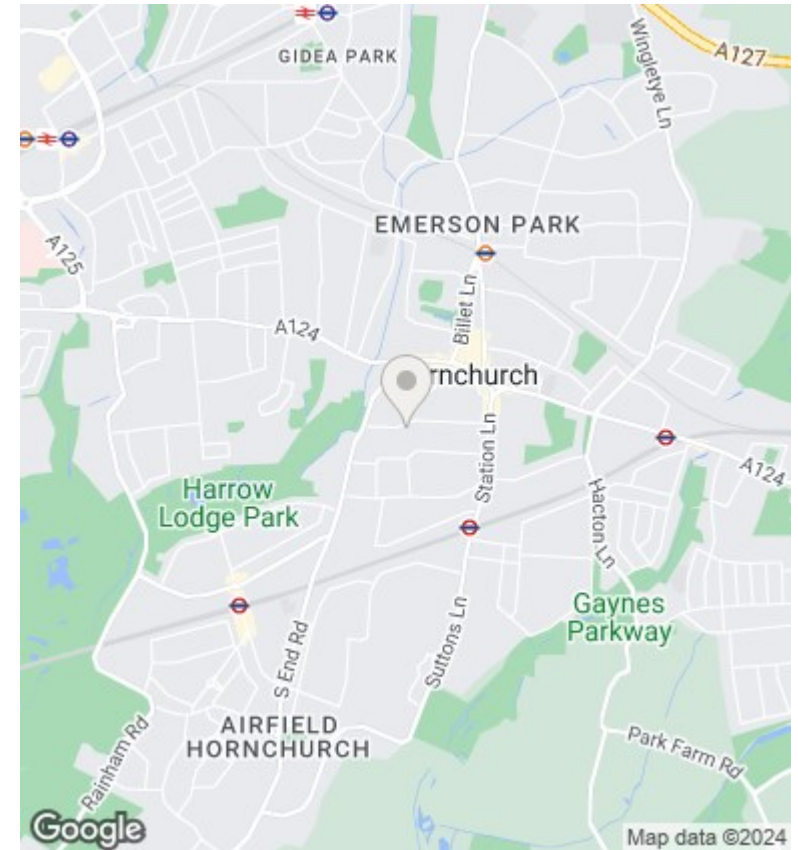 GIDEA PARK
A127
Wingletye Ln
EMERSON PARK
A125
Billet Ln
A124
rnchurch
Station Ln
A124
Harrow
Lodge Park
Hacton Ln
Gaynes
Parkway
Suttons Ln
S End Rd
AIRFIELD
HORNCHURCH
Park Farm Rd
Rainham Rd
Google
Map data ©2024